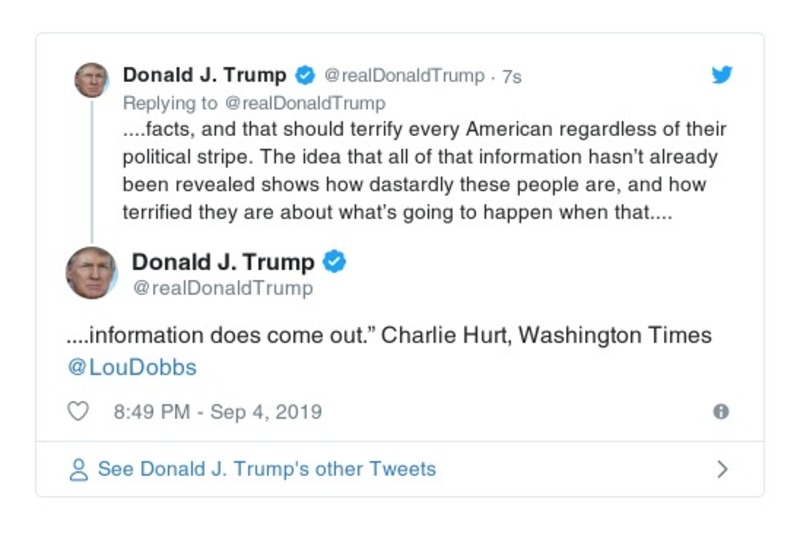 Donald J. Trump @realDonaldTrump · 7s
Replying to @realDonaldTrump
....facts, and that should terrify every American regardless of their
political stripe. The idea that all of that information hasn’t already
been revealed shows how dastardly these people are, and how
terrified they are about what’s going to happen when that....
Donald J. Trump
@realDonaldTrump
....information does come out.” Charlie Hurt, Washington Times
@LouDobbs
8:49 PM - Sep 4, 2019
See Donald J. Trump's other Tweets